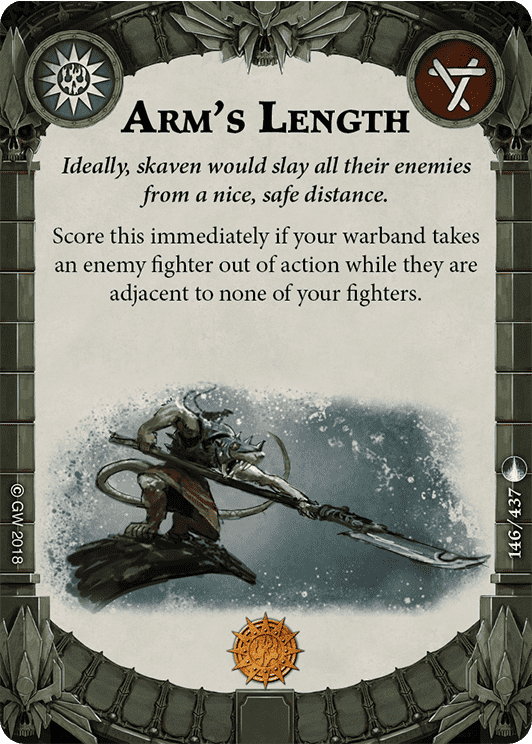 Arm's Length
Ideally, skaven would slay all their enemies
from a nice, safe distance.
Score this immediately if your warband takes
an enemy fighter out of action while they are
adjacent to none of your fighters.
© GW 2018
146/437